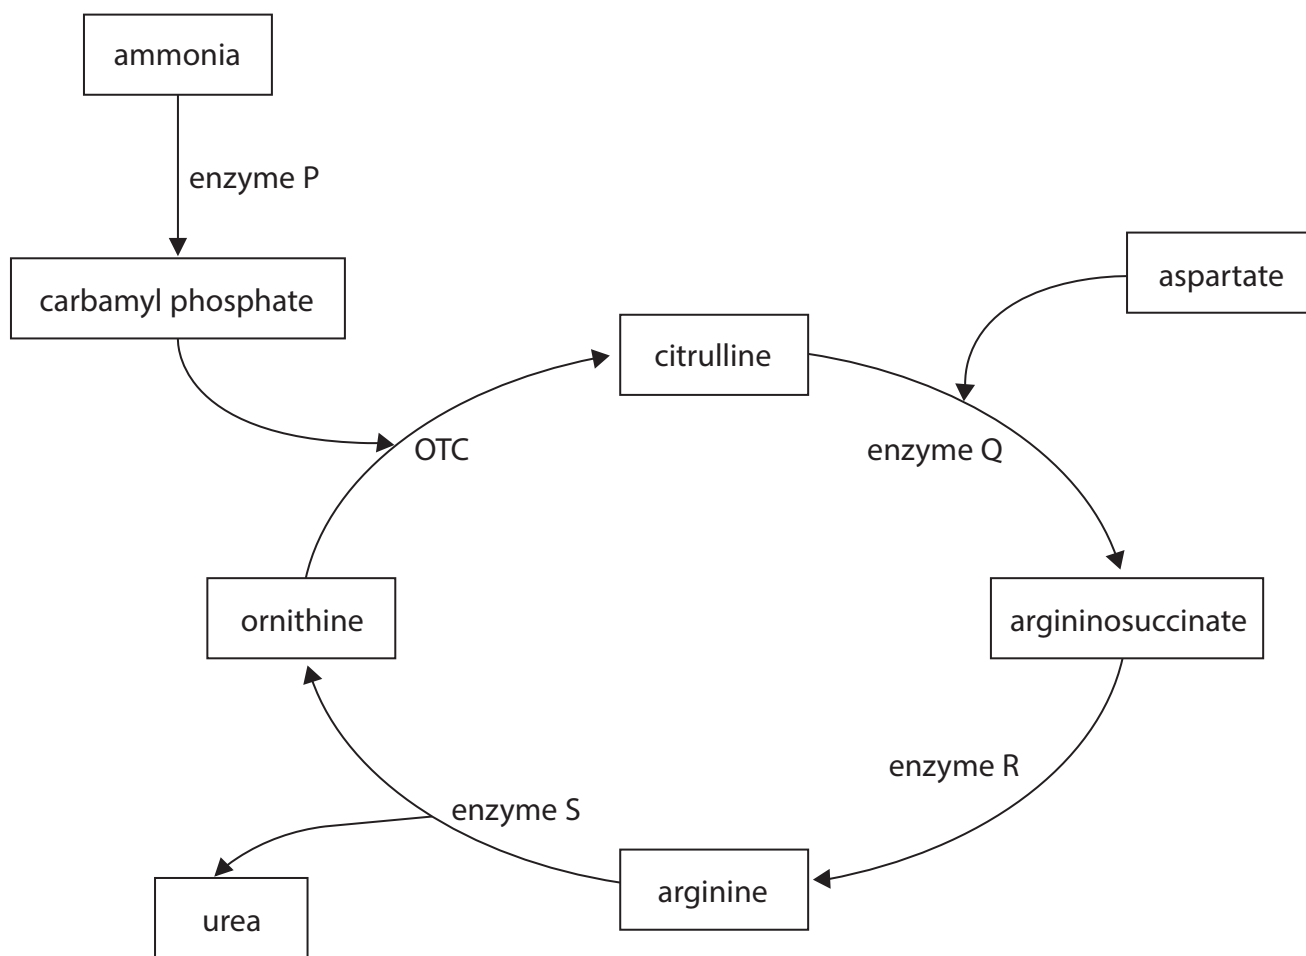 ammonia
enzyme P
carbamyl phosphate
aspartate
citrulline
OTC
enzyme Q
ornithine
argininosuccinate
enzyme R
enzyme S
arginine
urea